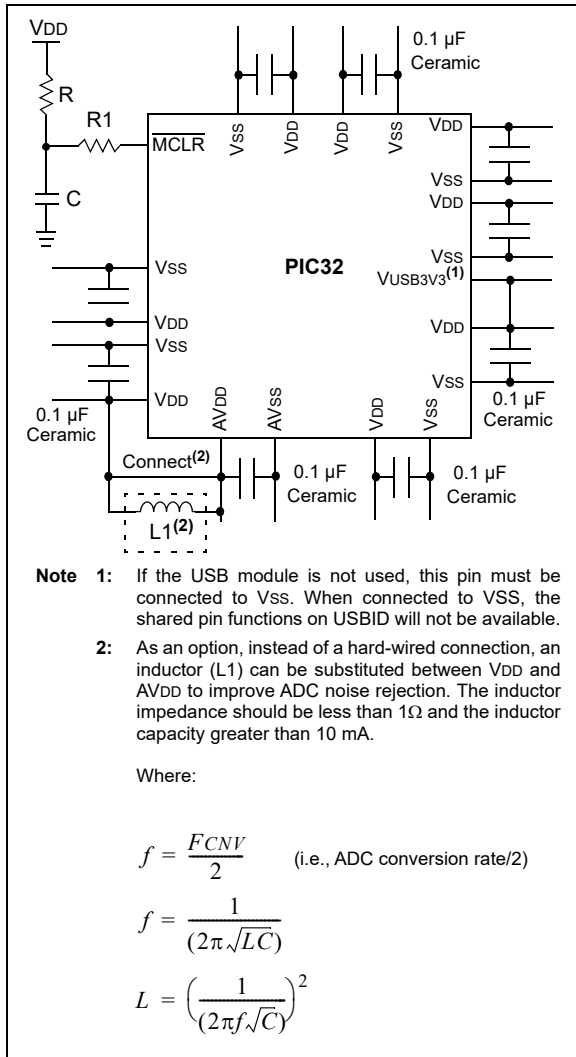 VDD
R
R1
C
MCLR
VSS
VDD
VDD
VSS
0.1 µF
Ceramic
VDD
VSS
VDD
VSS
VUSB3V3(1)
VDD
VSS
PIC32
VSS
VDD
VSS
VDD
AVDD
AVSS
VDD
VSS
0.1 µF
Ceramic
0.1 µF
Ceramic
0.1 µF
Ceramic
0.1 µF
Ceramic
Connect(2)
L1(2)
Note 1: If the USB module is not used, this pin must be
connected to VSS. When connected to VSS, the
shared pin functions on USBID will not be available.
2: As an option, instead of a hard-wired connection, an
inductor (L1) can be substituted between VDD and
AVDD to improve ADC noise rejection. The inductor
impedance should be less than 1Ω and the inductor
capacity greater than 10 mA.
Where:
f = FCNV/2 (i.e., ADC conversion rate/2)
f = 1/(2π√LC)
L = (1/(2πf√C))²